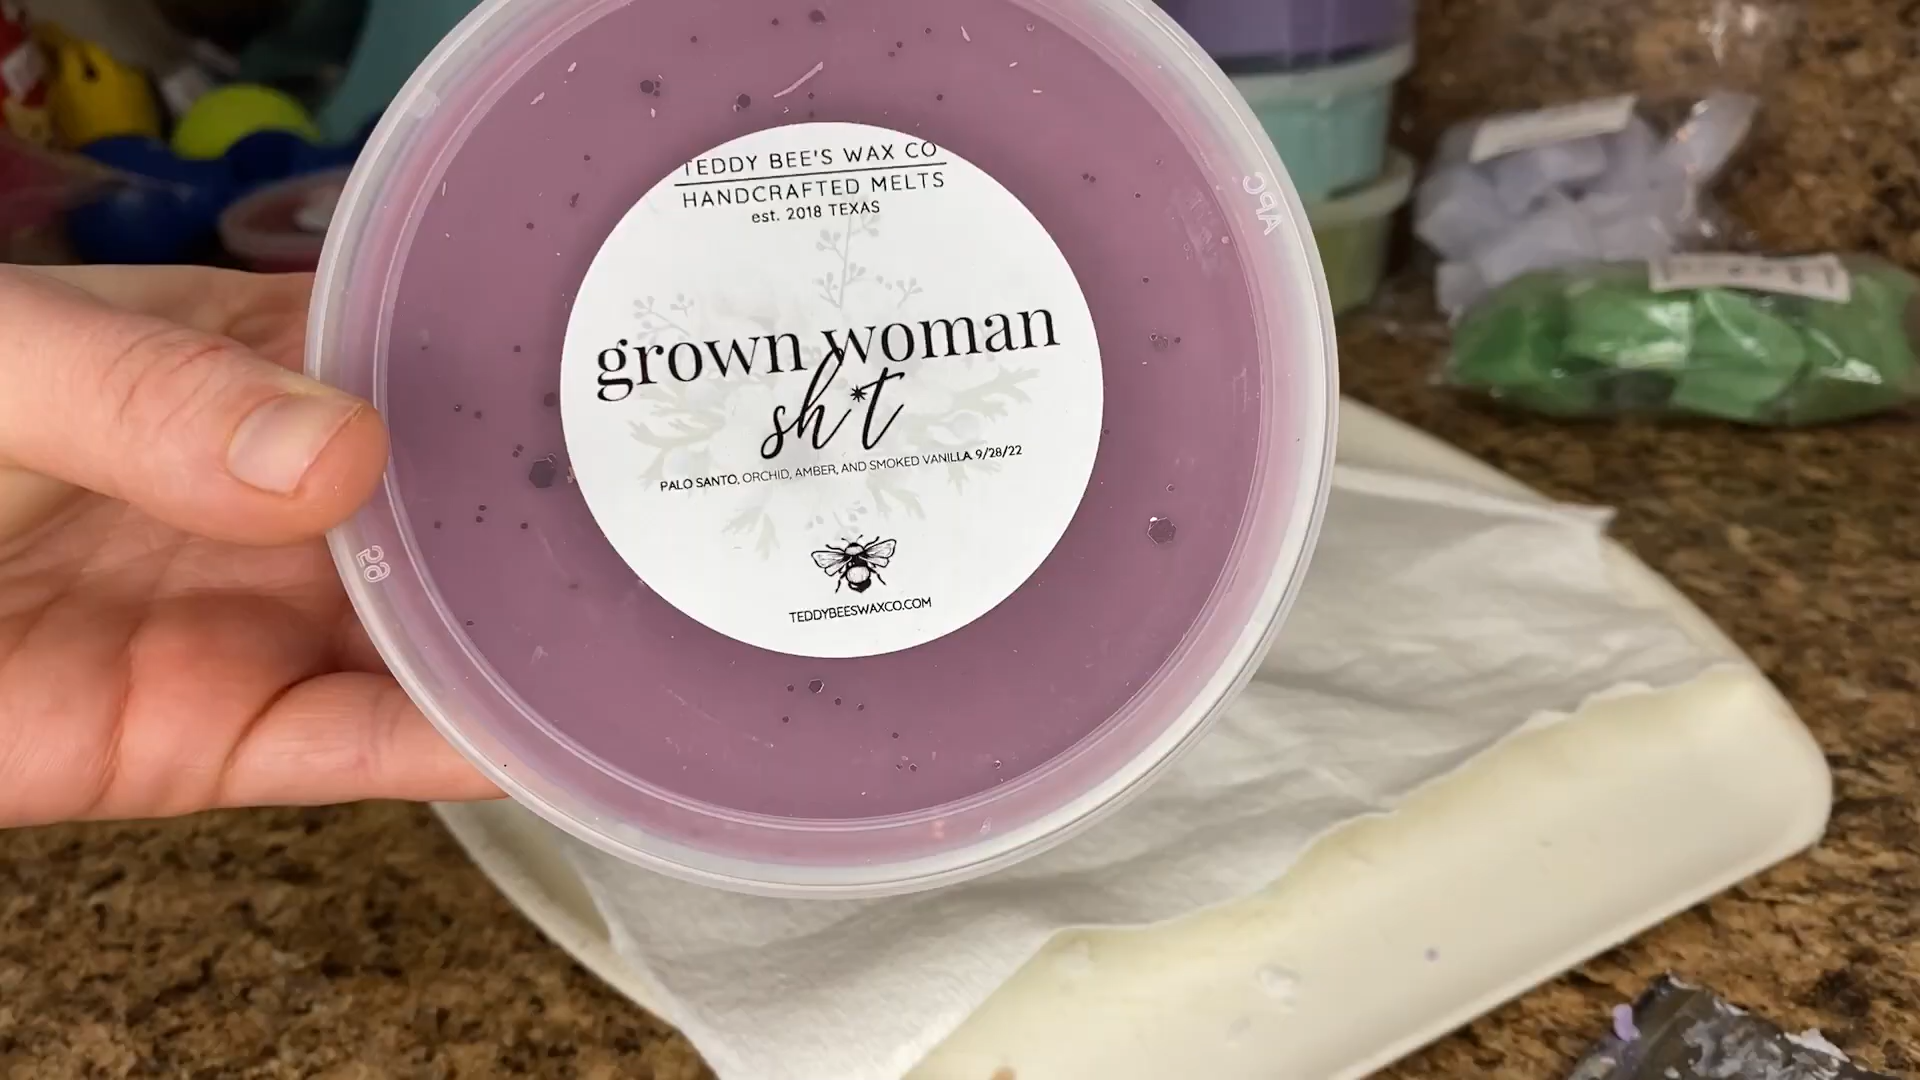 TEDDY BEE'S WAX CO
HANDCRAFTED MELTS
est. 2018 TEXAS
grown woman
sh*t
PALO SANTO, ORCHID, AMBER, AND SMOKED VANILLA 9/28/22
TEDDYBEESWAXCO.COM
APC